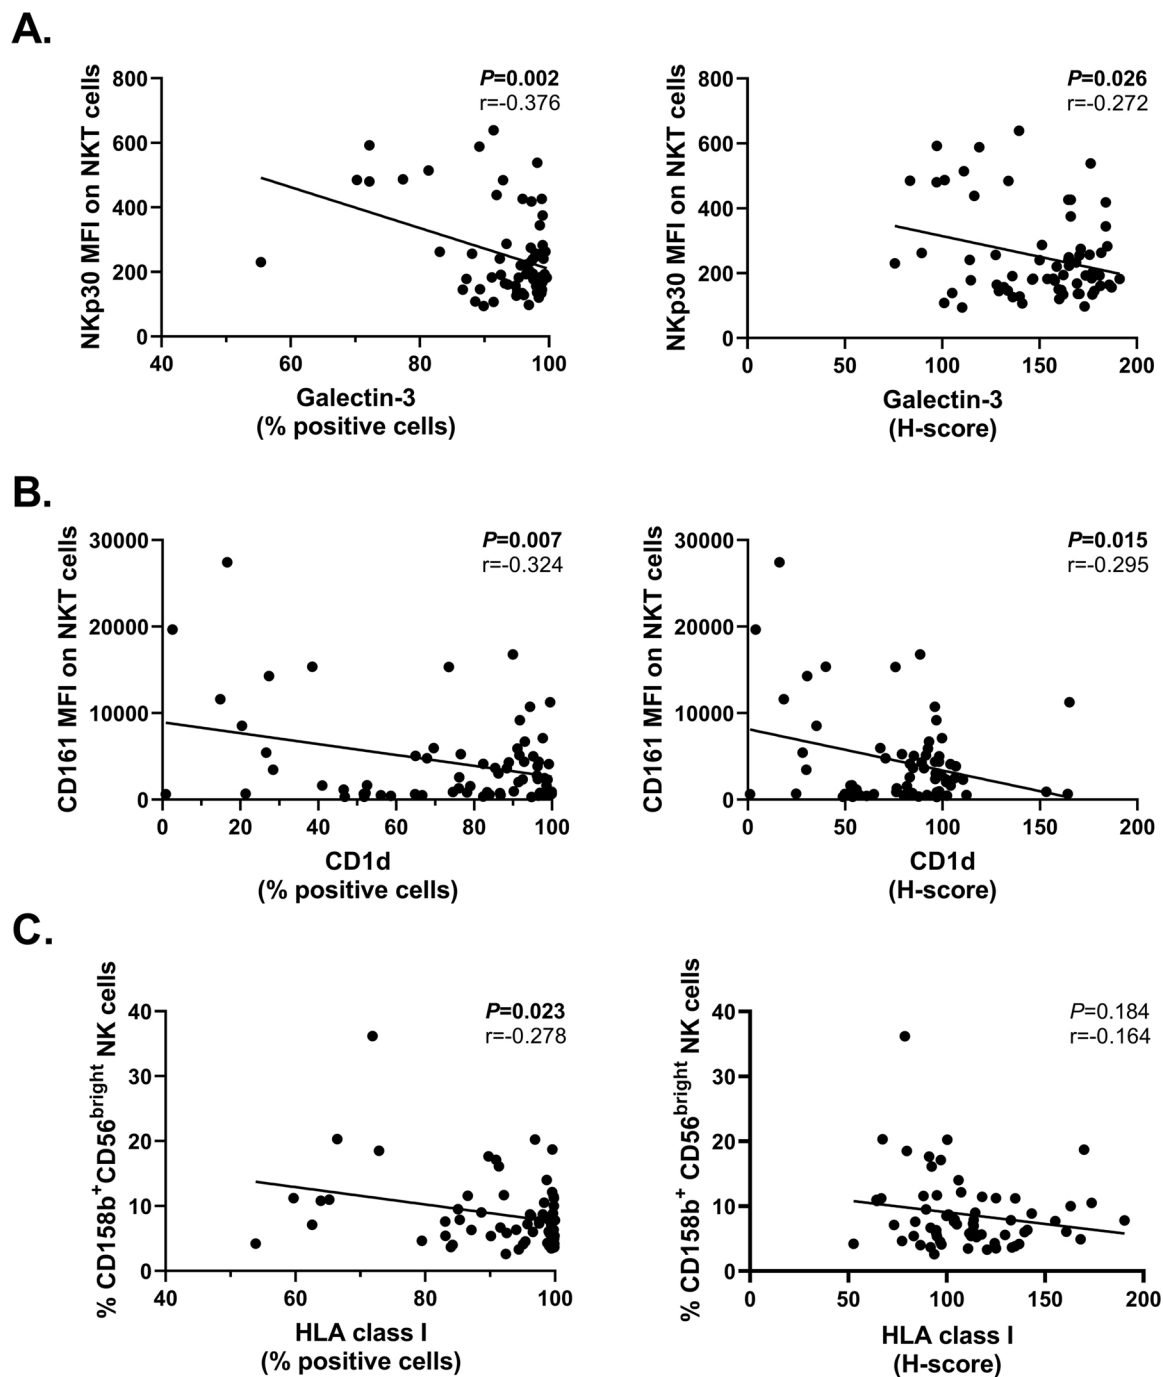 A.
NKp30 MFI on NKT cells
800
600
400
200
0
40
60
80
100
P=0.002
r=-0.376
Galectin-3
(% positive cells)
NKp30 MFI on NKT cells
800
600
400
200
0
0
50
100
150
200
P=0.026
r=-0.272
Galectin-3
(H-score)
B.
CD161 MFI on NKT cells
30000
20000
10000
0
0
20
40
60
80
100
P=0.007
r=-0.324
CD1d
(% positive cells)
CD161 MFI on NKT cells
30000
20000
10000
0
0
50
100
150
200
P=0.015
r=-0.295
CD1d
(H-score)
C.
% CD158b⁺CD56ᵇʳⁱᵍʰᵗ NK cells
40
30
20
10
0
40
60
80
100
P=0.023
r=-0.278
HLA class I
(% positive cells)
% CD158b⁺ CD56ᵇʳⁱᵍʰᵗ NK cells
40
30
20
10
0
0
50
100
150
200
P=0.184
r=-0.164
HLA class I
(H-score)